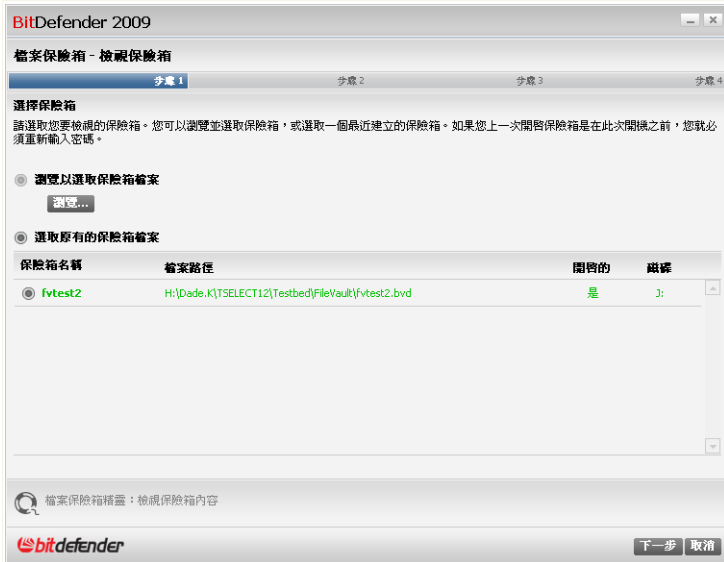 BitDefender 2009
檔案保險箱 - 檢視保險箱
步驟 1 步驟 2 步驟 3 步驟 4
選擇保險箱
請選取您要檢視的保險箱。您可以瀏覽並選取保險箱，或選取一個最近建立的保險箱。如果您上一次開啓保險箱是在此次開機之前，您就必
須重新輸入密碼。
瀏覽以選取保險箱檔案
瀏覽...
選取原有的保險箱檔案
保險箱名稱 檔案路徑 開啓的 磁碟
fvtest2 H:\Dade.K\TSELECT12\Testbed\FileVault\fvtest2.bvd 是 J:
檔案保險箱精靈：檢視保險箱內容
bitdefender 下一步 取消